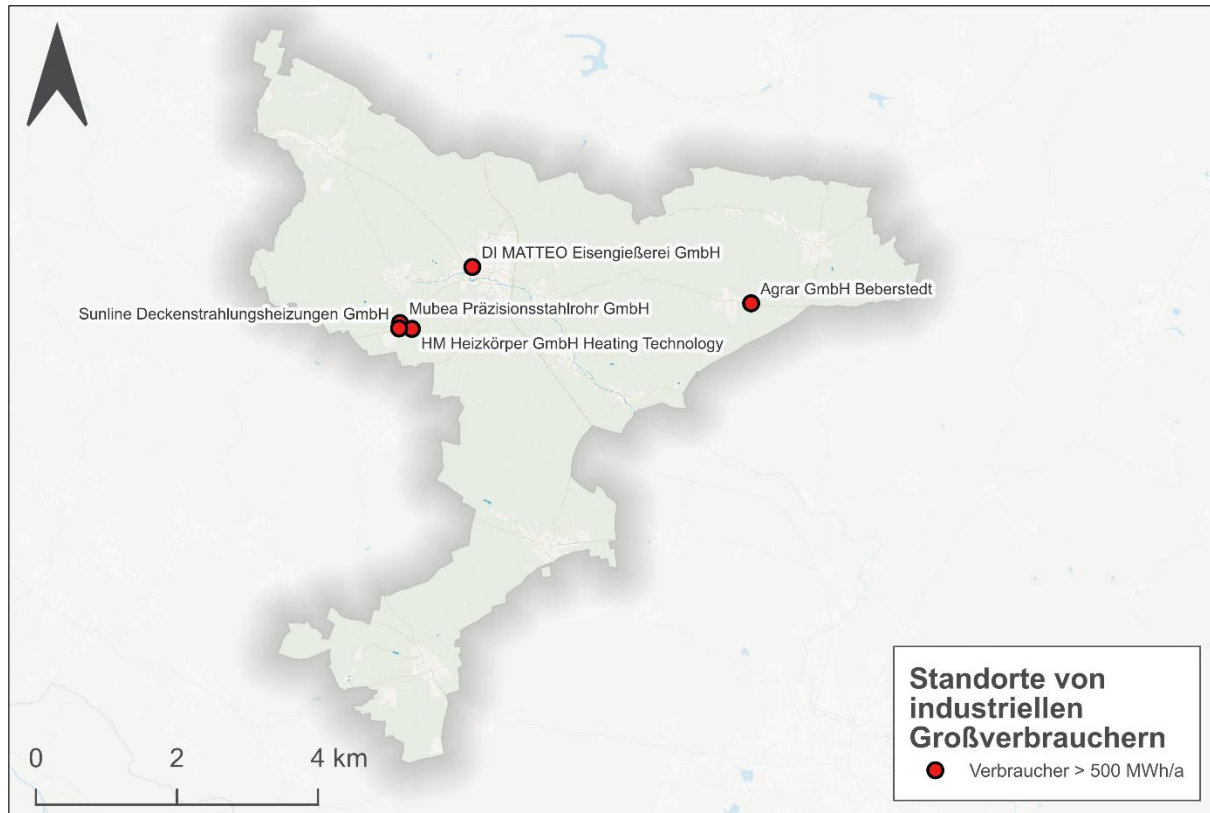 DI MATTEO Eisengießerei GmbH
Agrar GmbH Beberstedt
Sunline Deckenstrahlungsheizungen GmbH
Mubea Präzisionsstahlrohr GmbH
HM Heizkörper GmbH Heating Technology
Standorte von
industriellen
Großverbrauchern
Verbraucher > 500 MWh/a
0 2 4 km